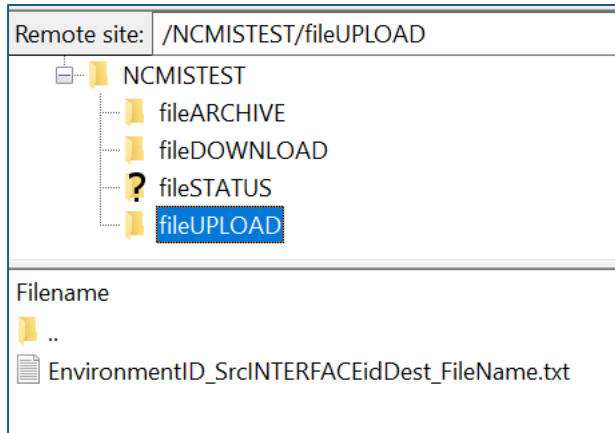 Remote site: /NCMISTEST/fileUPLOAD
NCMISTEST
fileARCHIVE
fileDOWNLOAD
? fileSTATUS
fileUPLOAD
Filename
..
EnvironmentID_SrcINTERFACEidDest_FileName.txt